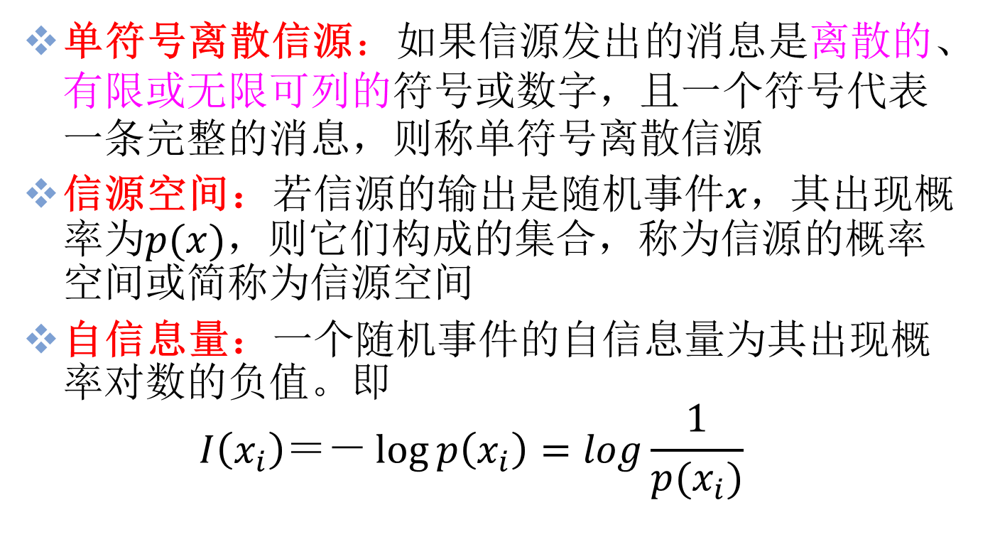 ❖单符号离散信源：如果信源发出的消息是离散的、
有限或无限可列的符号或数字，且一个符号代表
一条完整的消息，则称单符号离散信源
❖信源空间：若信源的输出是随机事件x，其出现概
率为p(x)，则它们构成的集合，称为信源的概率
空间或简称为信源空间
❖自信息量：一个随机事件的自信息量为其出现概
率对数的负值。即
I(xᵢ)＝－ log p(xᵢ) = log 1/p(xᵢ)